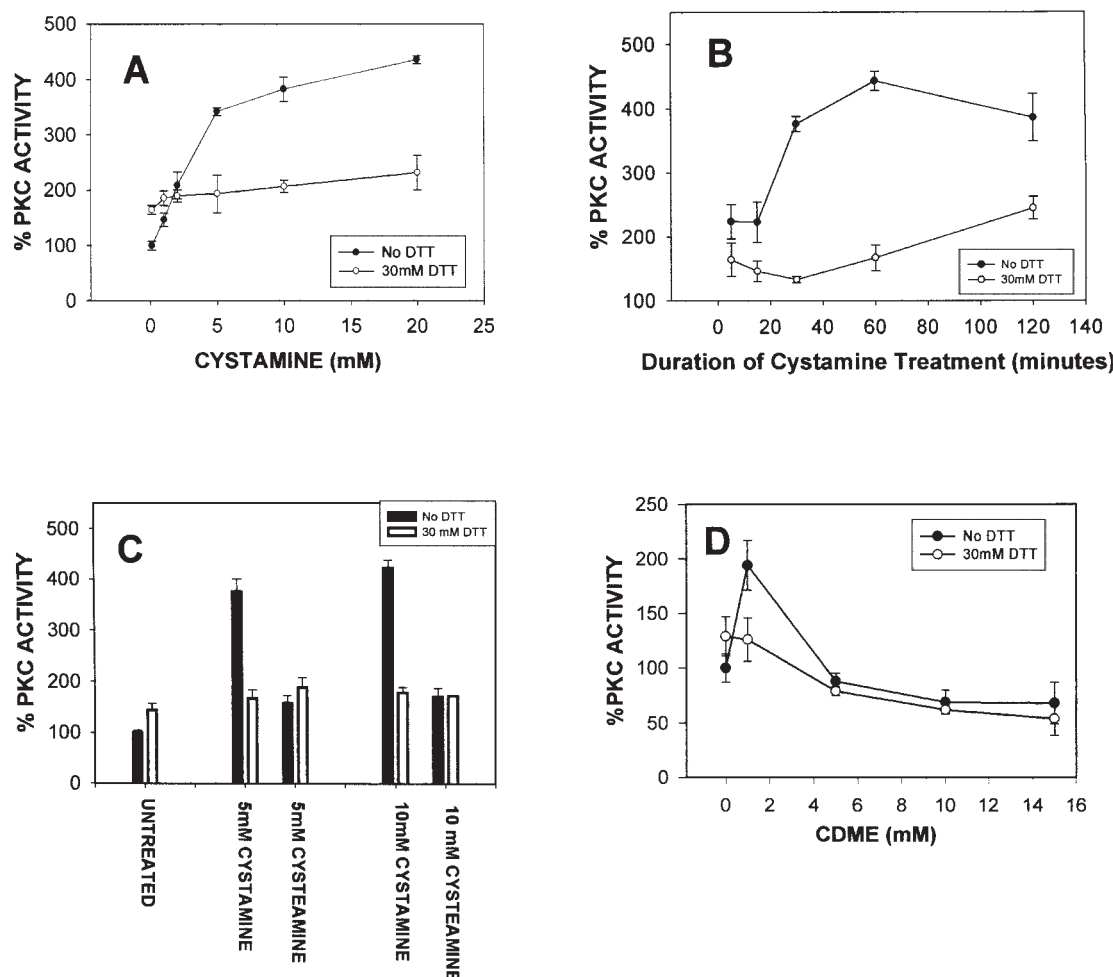 A
% PKC ACTIVITY
500
400
300
200
100
0
No DTT
30mM DTT
0 5 10 15 20 25
CYSTAMINE (mM)
B
% PKC ACTIVITY
500
400
300
200
100
No DTT
30mM DTT
0 20 40 60 80 100 120 140
Duration of Cystamine Treatment (minutes)
C
% PKC ACTIVITY
500
400
300
200
100
0
No DTT
30 mM DTT
UNTREATED
5mM CYSTAMINE
5mM CYSTEAMINE
10mM CYSTAMINE
10 mM CYSTEAMINE
D
%PKC ACTIVITY
250
200
150
100
50
0
No DTT
30mM DTT
0 2 4 6 8 10 12 14 16
CDME (mM)